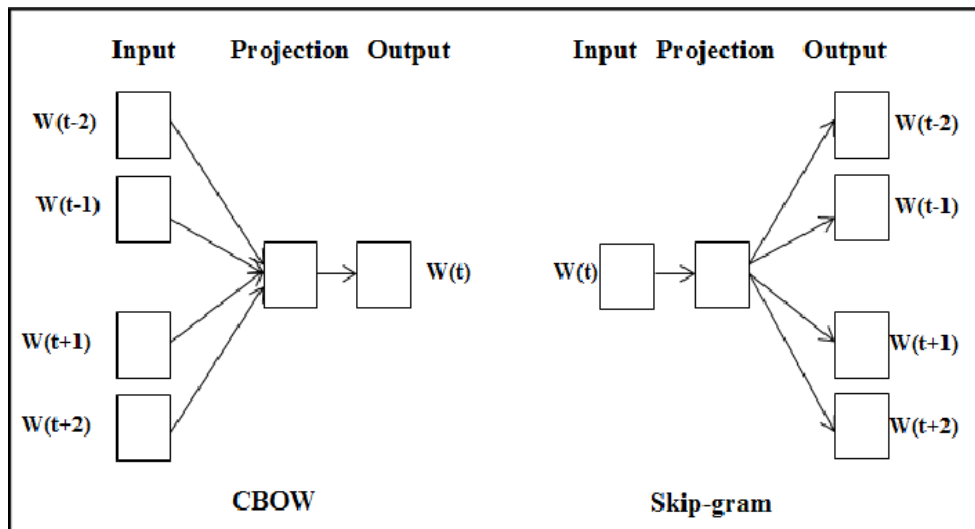 Input Projection Output
W(t-2)
W(t-1)
W(t)
W(t+1)
W(t+2)
CBOW
Input Projection Output
W(t-2)
W(t-1)
W(t)
W(t+1)
W(t+2)
Skip-gram